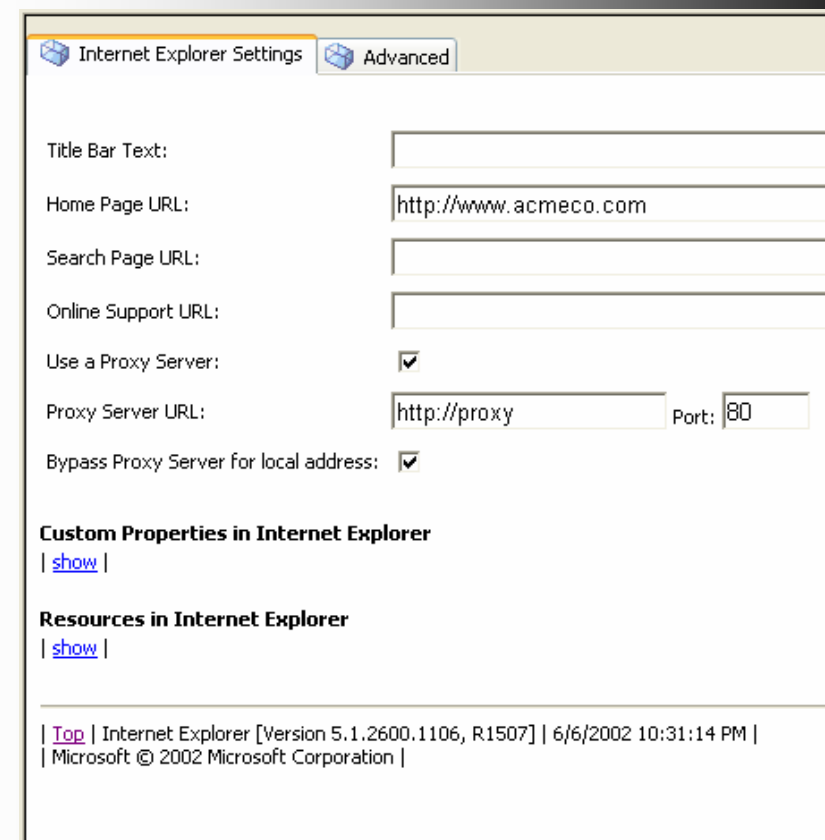 Internet Explorer Settings Advanced
Title Bar Text:
Home Page URL: http://www.acmeco.com
Search Page URL:
Online Support URL:
Use a Proxy Server:
Proxy Server URL: http://proxy Port: 80
Bypass Proxy Server for local address:
Custom Properties in Internet Explorer
| show |
Resources in Internet Explorer
| show |
| Top | Internet Explorer [Version 5.1.2600.1106, R1507] | 6/6/2002 10:31:14 PM |
| Microsoft © 2002 Microsoft Corporation |